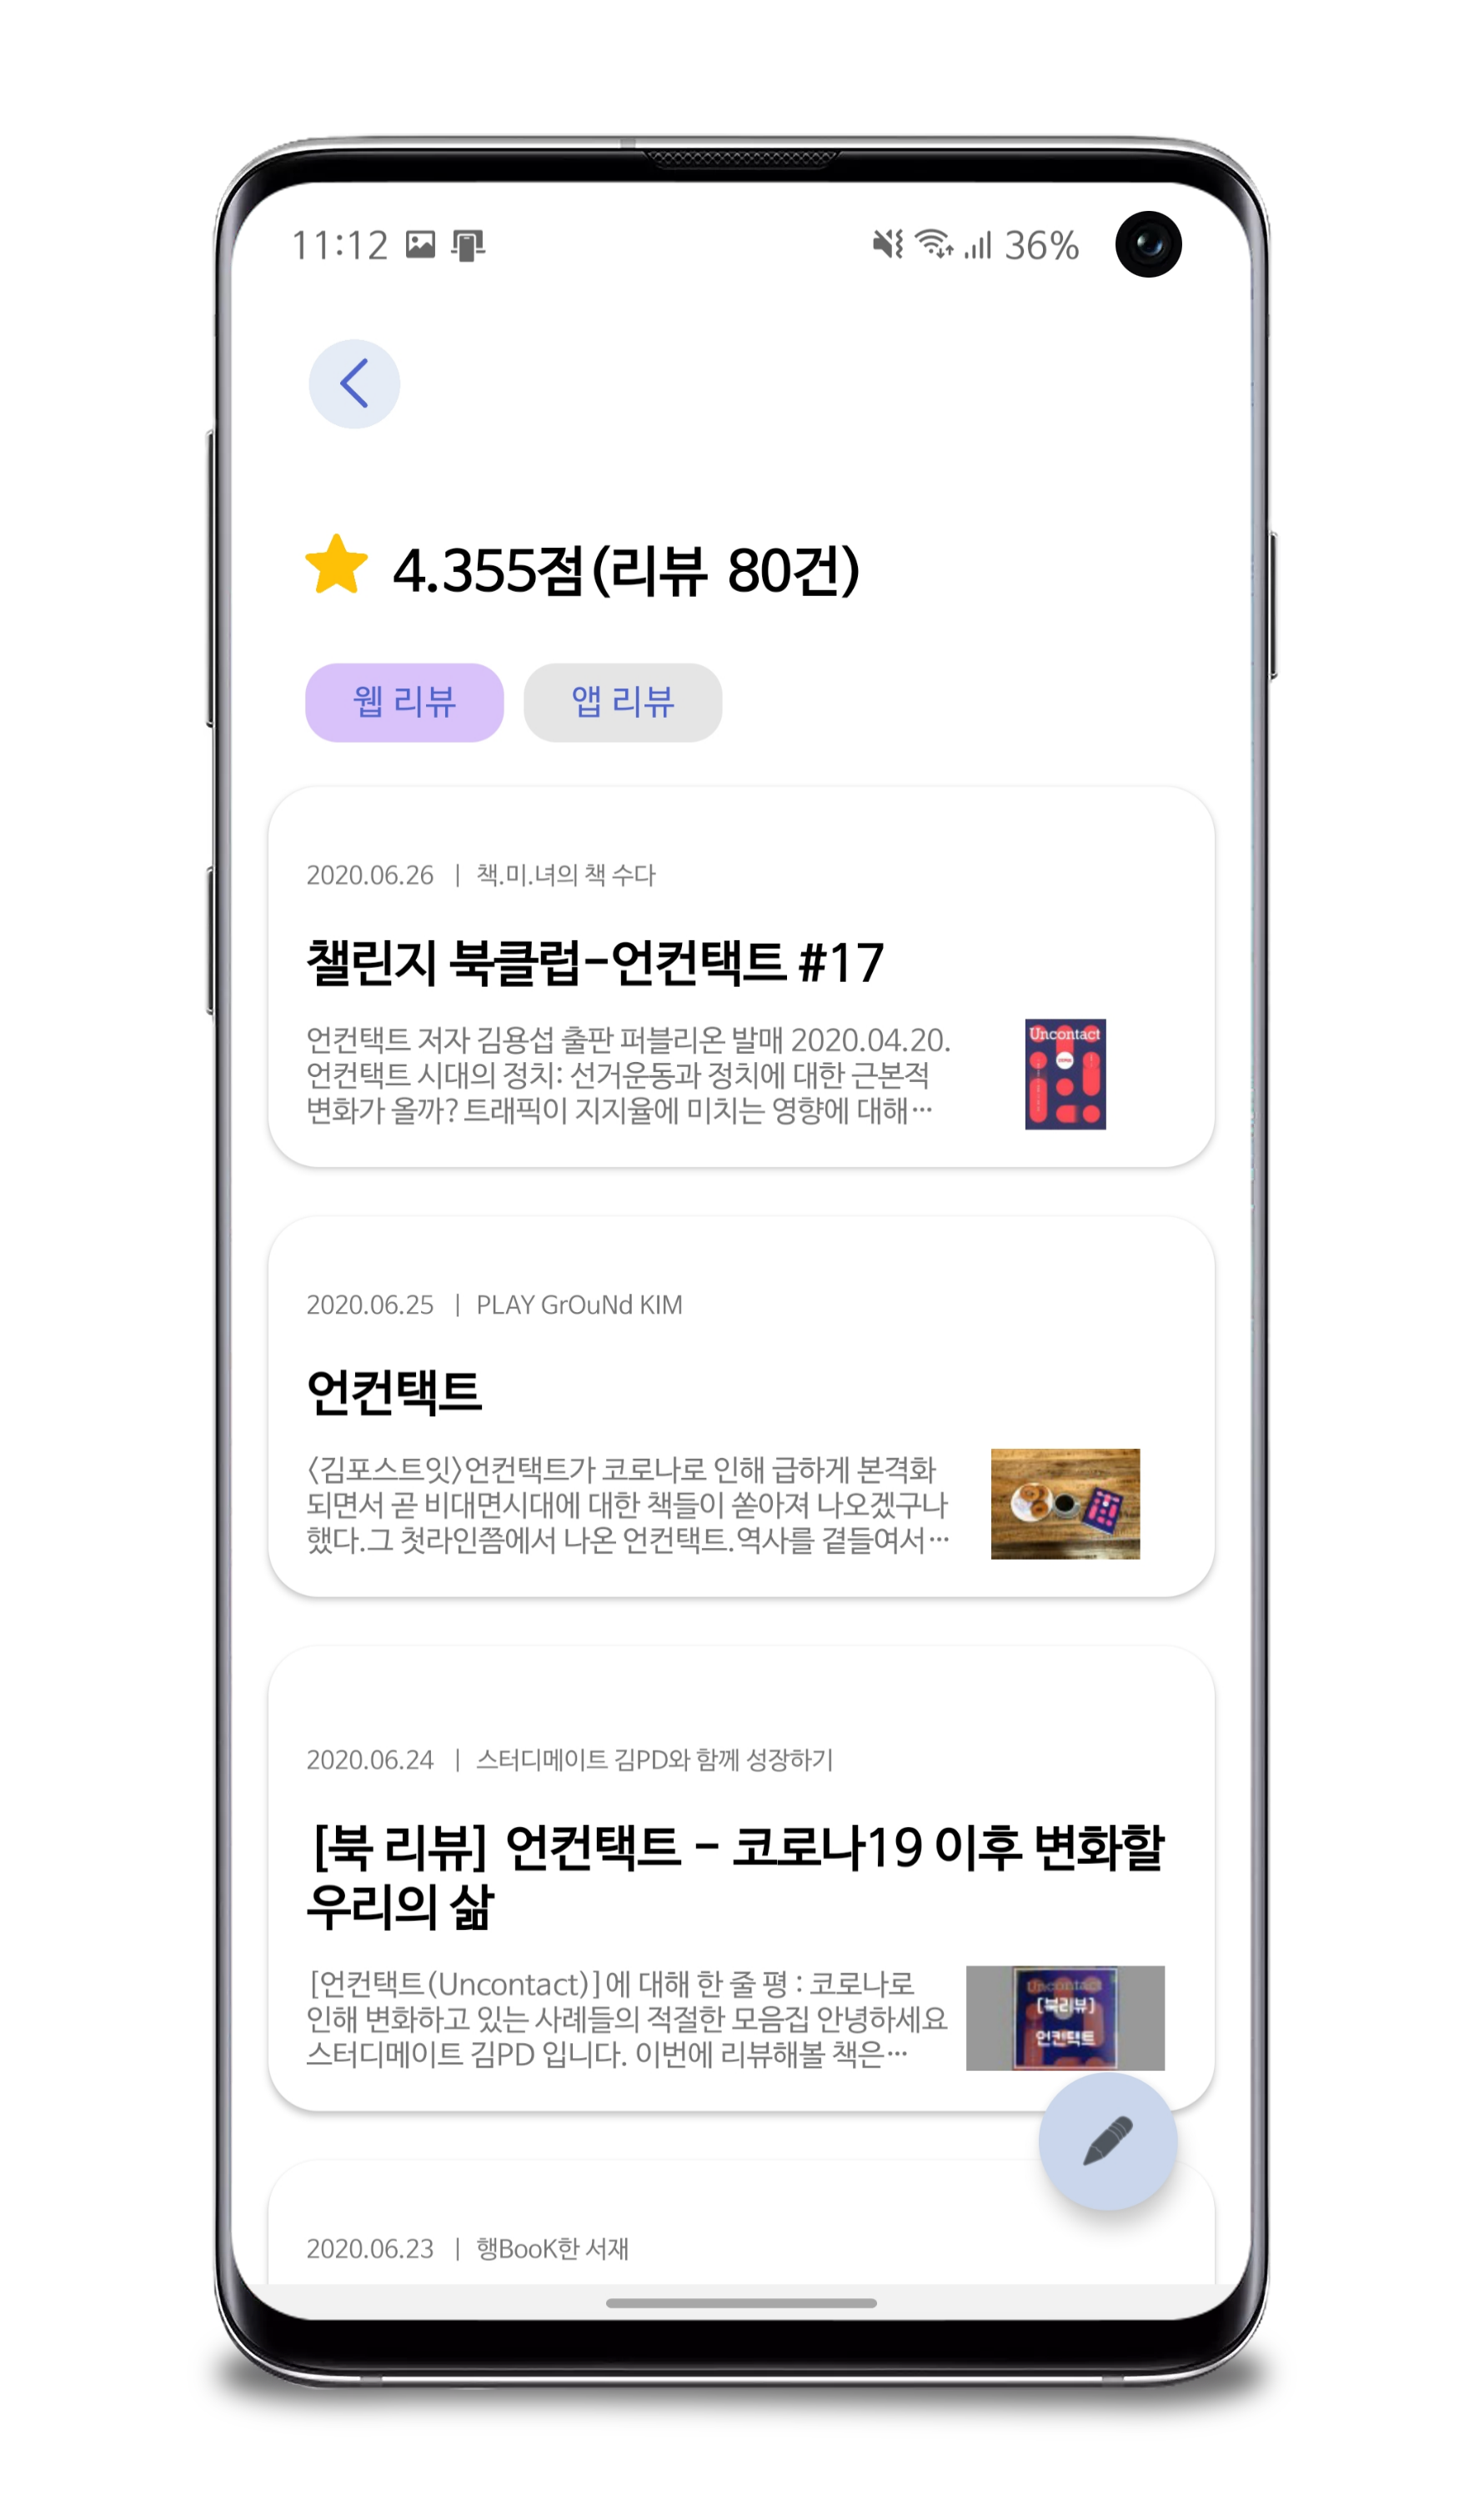 11:12
36%
4.355점(리뷰 80건)
웹 리뷰
앱 리뷰
2020.06.26 | 책.미.녀의 책 수다
챌린지 북클럽-언컨택트 #17
언컨택트 저자 김용섭 출판 퍼블리온 발매 2020.04.20.
언컨택트 시대의 정치: 선거운동과 정치에 대한 근본적
변화가 올까? 트래픽이 지지율에 미치는 영향에 대해…
Uncontact
2020.06.25 | PLAY GrOuNd KIM
언컨택트
〈김포스트잇〉언컨택트가 코로나로 인해 급하게 본격화
되면서 곧 비대면시대에 대한 책들이 쏟아져 나오겠구나
했다.그 첫라인쯤에서 나온 언컨택트.역사를 곁들여서…
2020.06.24 | 스터디메이트 김PD와 함께 성장하기
[북 리뷰] 언컨택트 - 코로나19 이후 변화할
우리의 삶
[언컨택트(Uncontact)]에 대해 한 줄 평 : 코로나로
인해 변화하고 있는 사례들의 적절한 모음집 안녕하세요
스터디메이트 김PD 입니다. 이번에 리뷰해볼 책은…
Uncontact
[북리뷰]
언컨택트
2020.06.23 | 행BooK한 서재